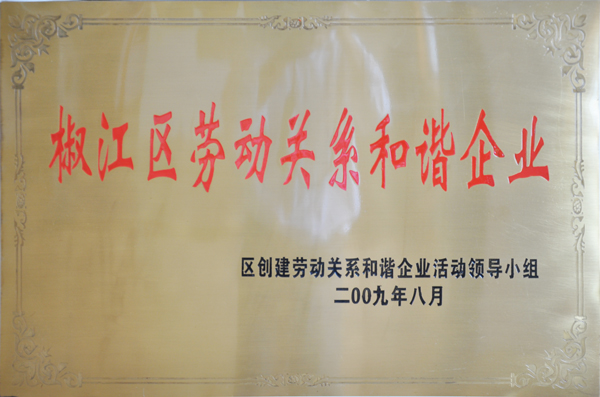 椒江区劳动关系和谐企业
区创建劳动关系和谐企业活动领导小组
二00九年八月